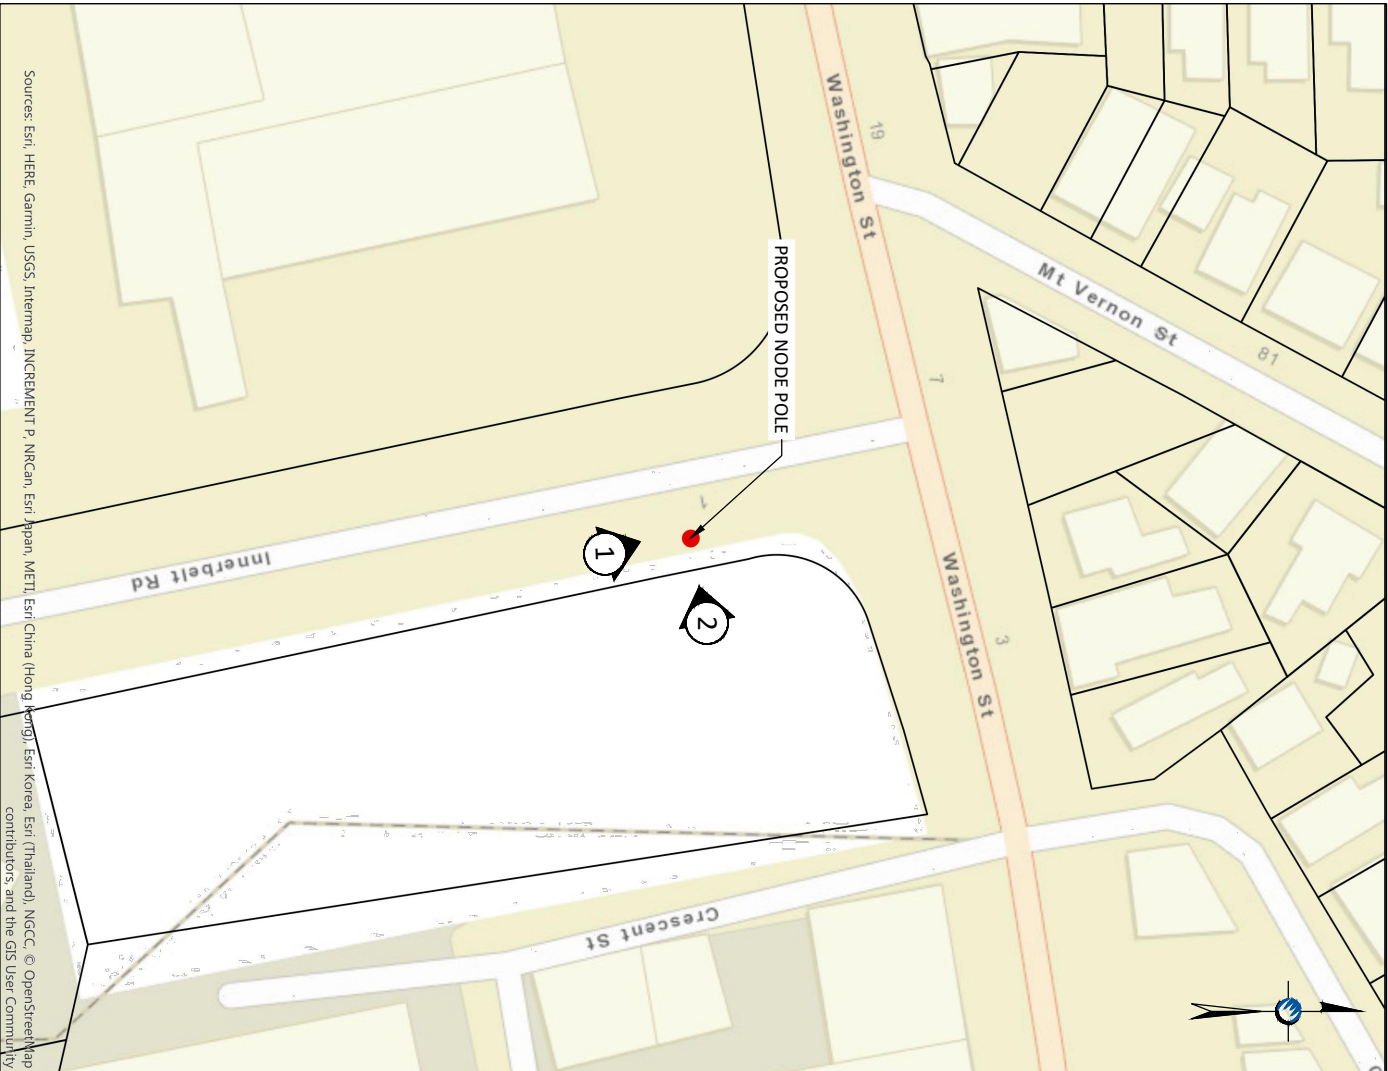 Washington St
19
Mt Vernon St
81
PROPOSED NODE POLE
7
1
1
2
Innerbelt Rd
Washington St
3
Crescent St
Sources: Esri, HERE, Garmin, USGS, Intermap, INCREMENT P, NRCan, Esri Japan, METI, Esri China (Hong Kong), Esri Korea, Esri (Thailand), NGCC, © OpenStreetMap
contributors, and the GIS User Community